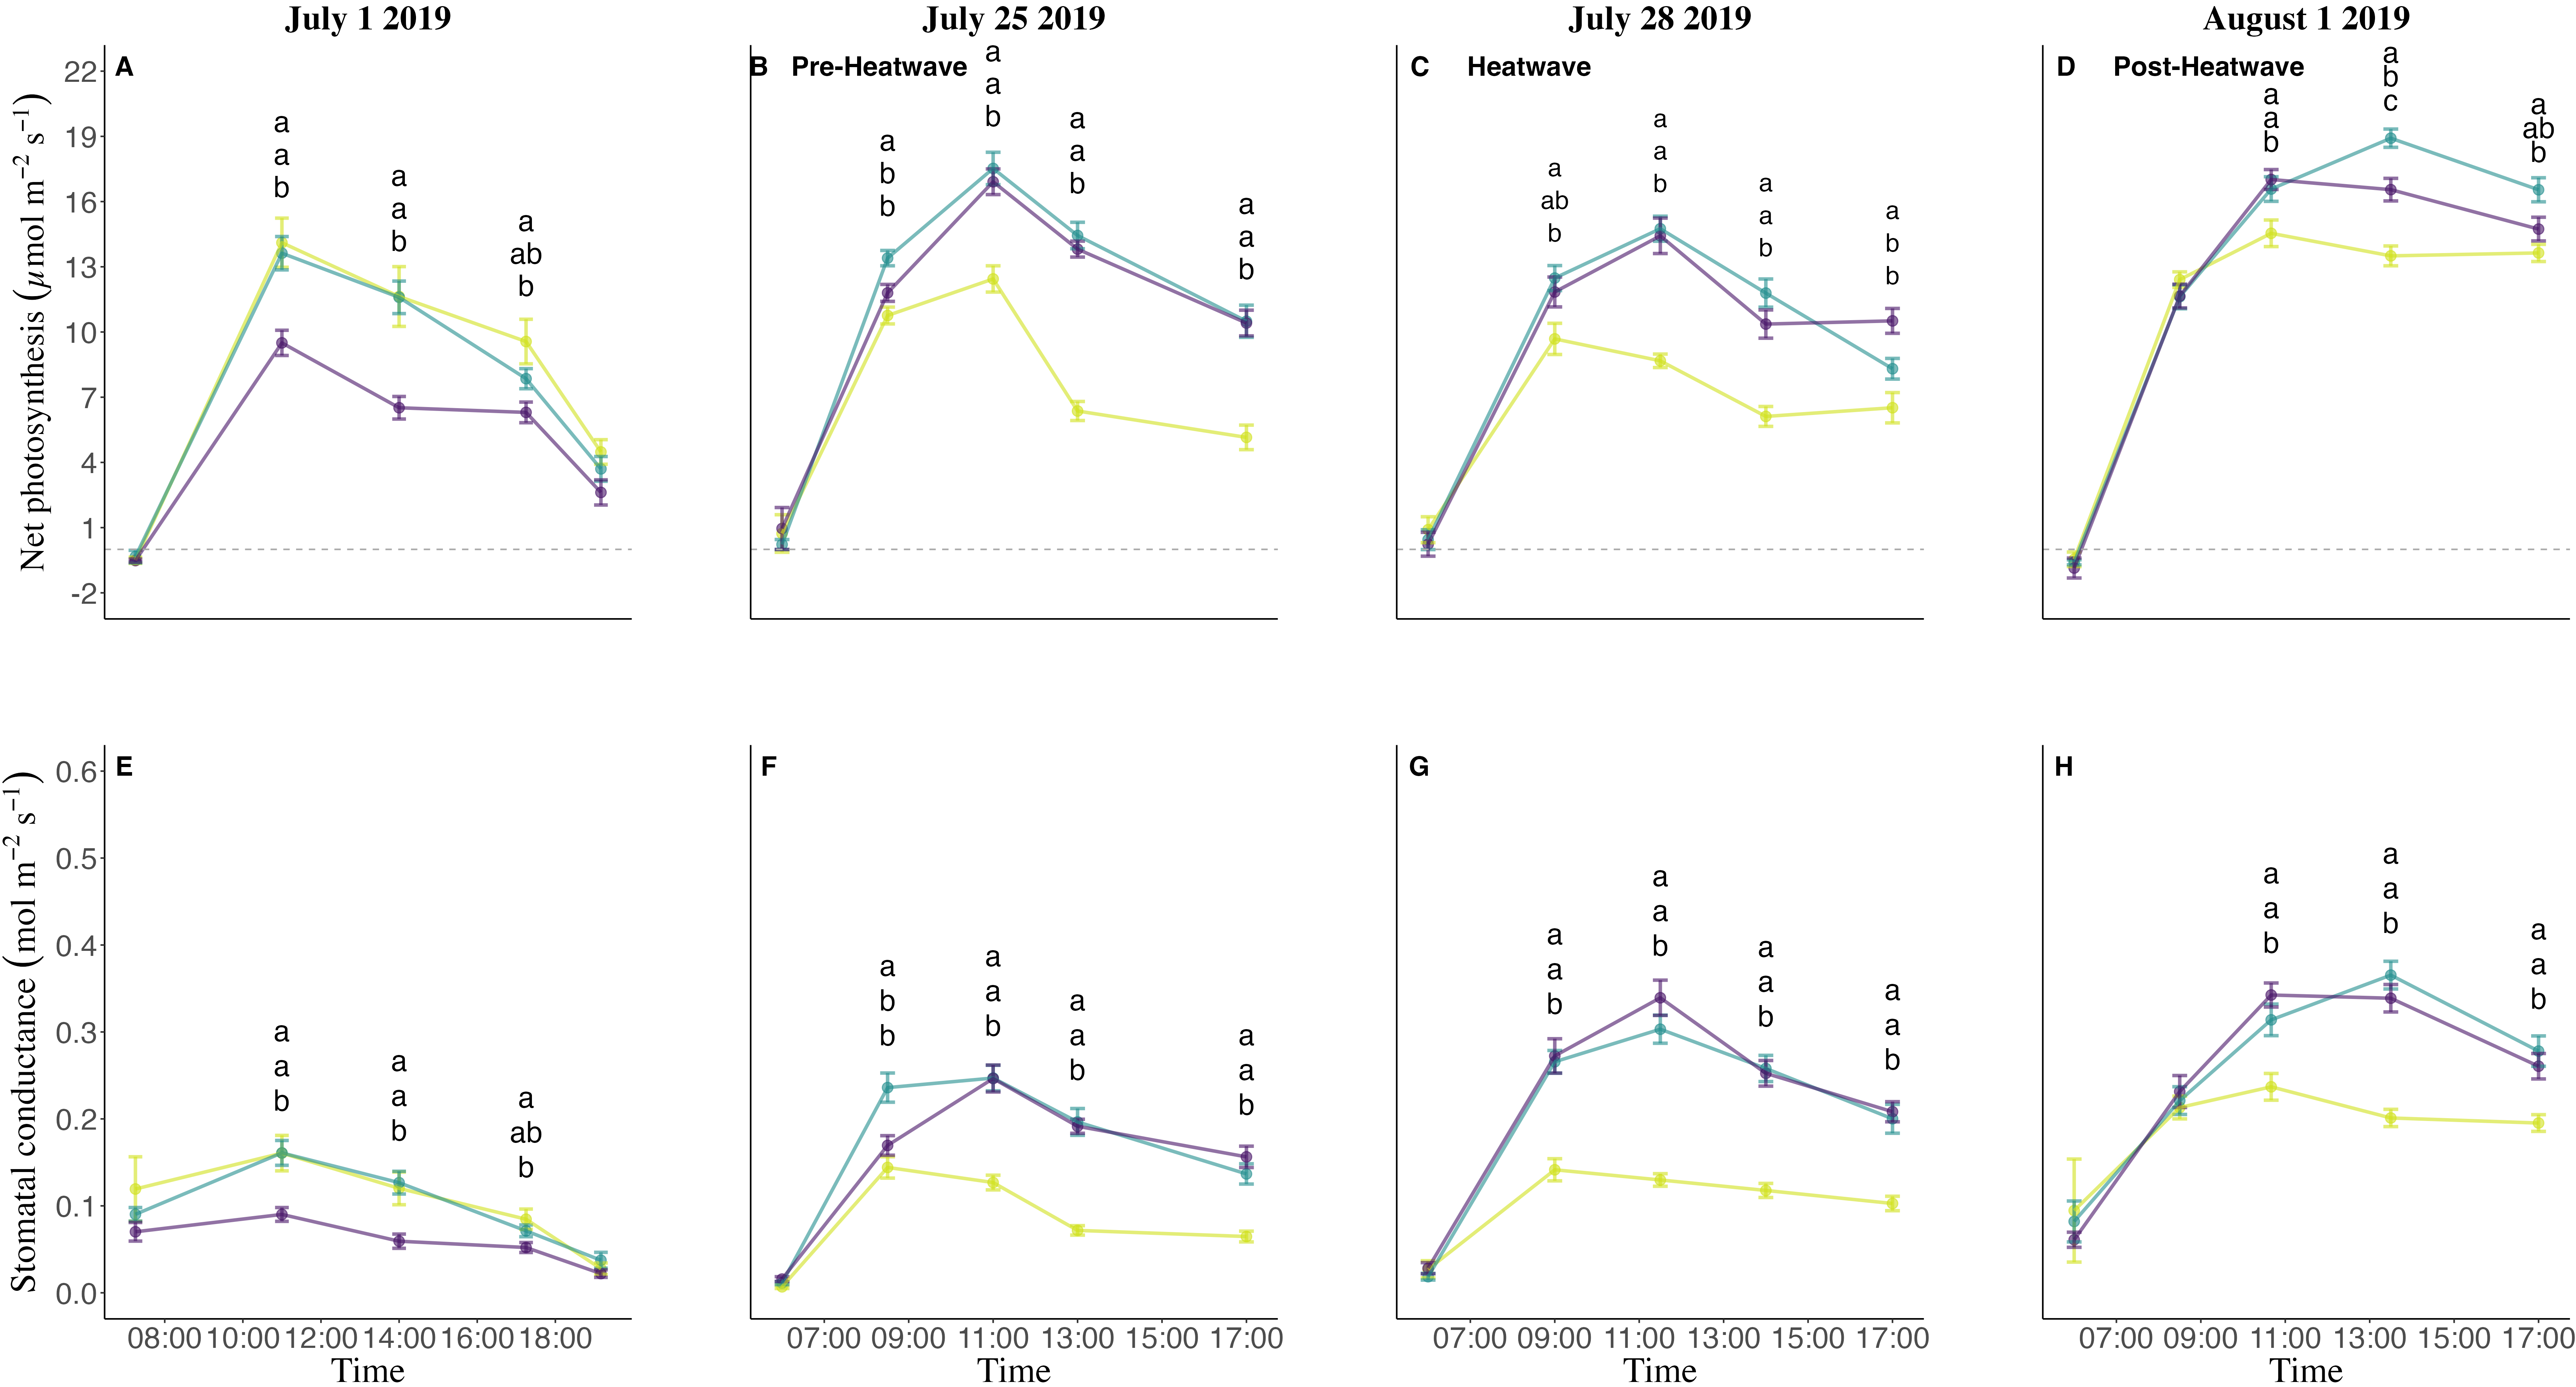 July 1 2019
July 25 2019
July 28 2019
August 1 2019
Net photosynthesis (µmol m−2 s−1)
22
19
16
13
10
7
4
1
-2
A
a
a
b
a
a
b
a
ab
b
B Pre-Heatwave
a
b
b
a
a
b
a
a
b
a
a
b
C Heatwave
a
ab
b
a
a
b
a
a
b
a
b
b
D Post-Heatwave
a
a
b
a
b
c
a
ab
b
Stomatal conductance (mol m−2 s−1)
0.6
0.5
0.4
0.3
0.2
0.1
0.0
E
a
a
b
a
a
b
a
ab
b
F
a
b
b
a
a
b
a
a
b
a
a
b
G
a
a
b
a
a
b
a
a
b
a
a
b
H
a
a
b
a
a
b
a
a
b
08:00 10:00 12:00 14:00 16:00 18:00
07:00 09:00 11:00 13:00 15:00 17:00
07:00 09:00 11:00 13:00 15:00 17:00
07:00 09:00 11:00 13:00 15:00 17:00
Time
Time
Time
Time